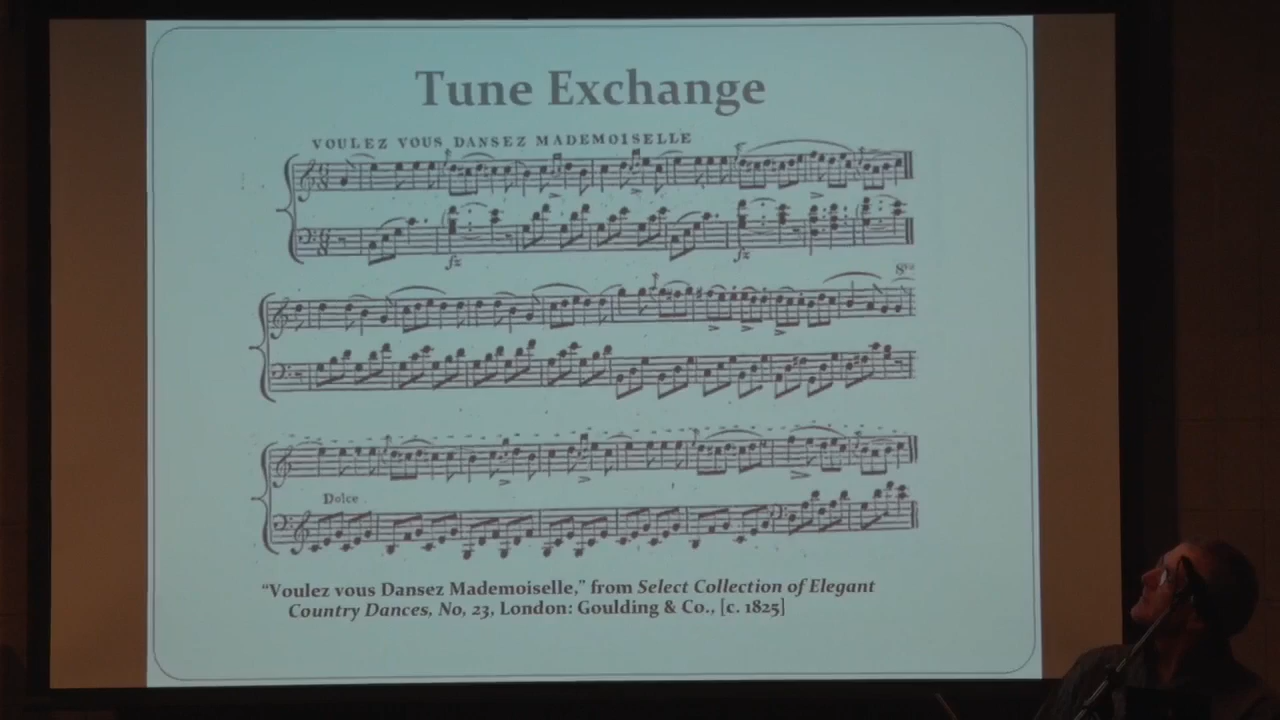 Tune Exchange
VOULEZ VOUS DANSEZ MADEMOISELLE
fz
fz
8va
Dolce
"Voulez vous Dansez Mademoiselle," from Select Collection of Elegant
Country Dances, No, 23, London: Goulding & Co., [c. 1825]